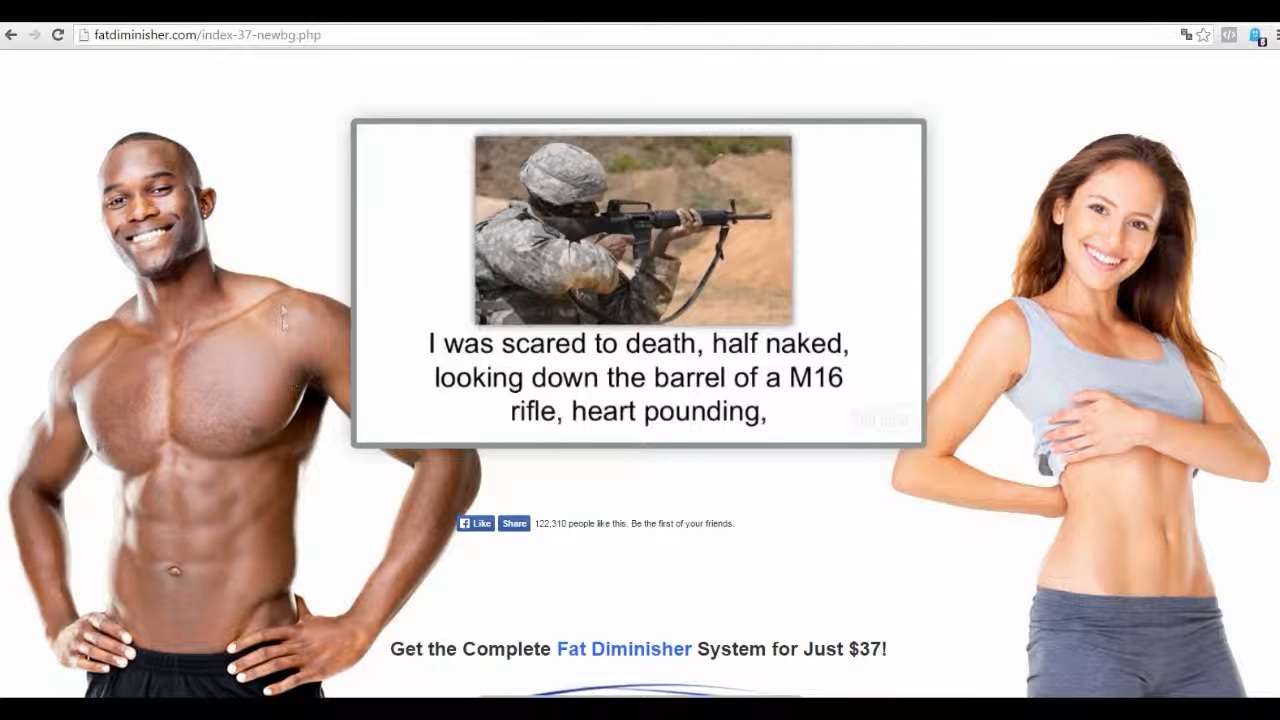 fatdiminisher.com/index-37-newbg.php
I was scared to death, half naked,
looking down the barrel of a M16
rifle, heart pounding,
Like Share 122,310 people like this. Be the first of your friends.
Get the Complete Fat Diminisher System for Just $37!